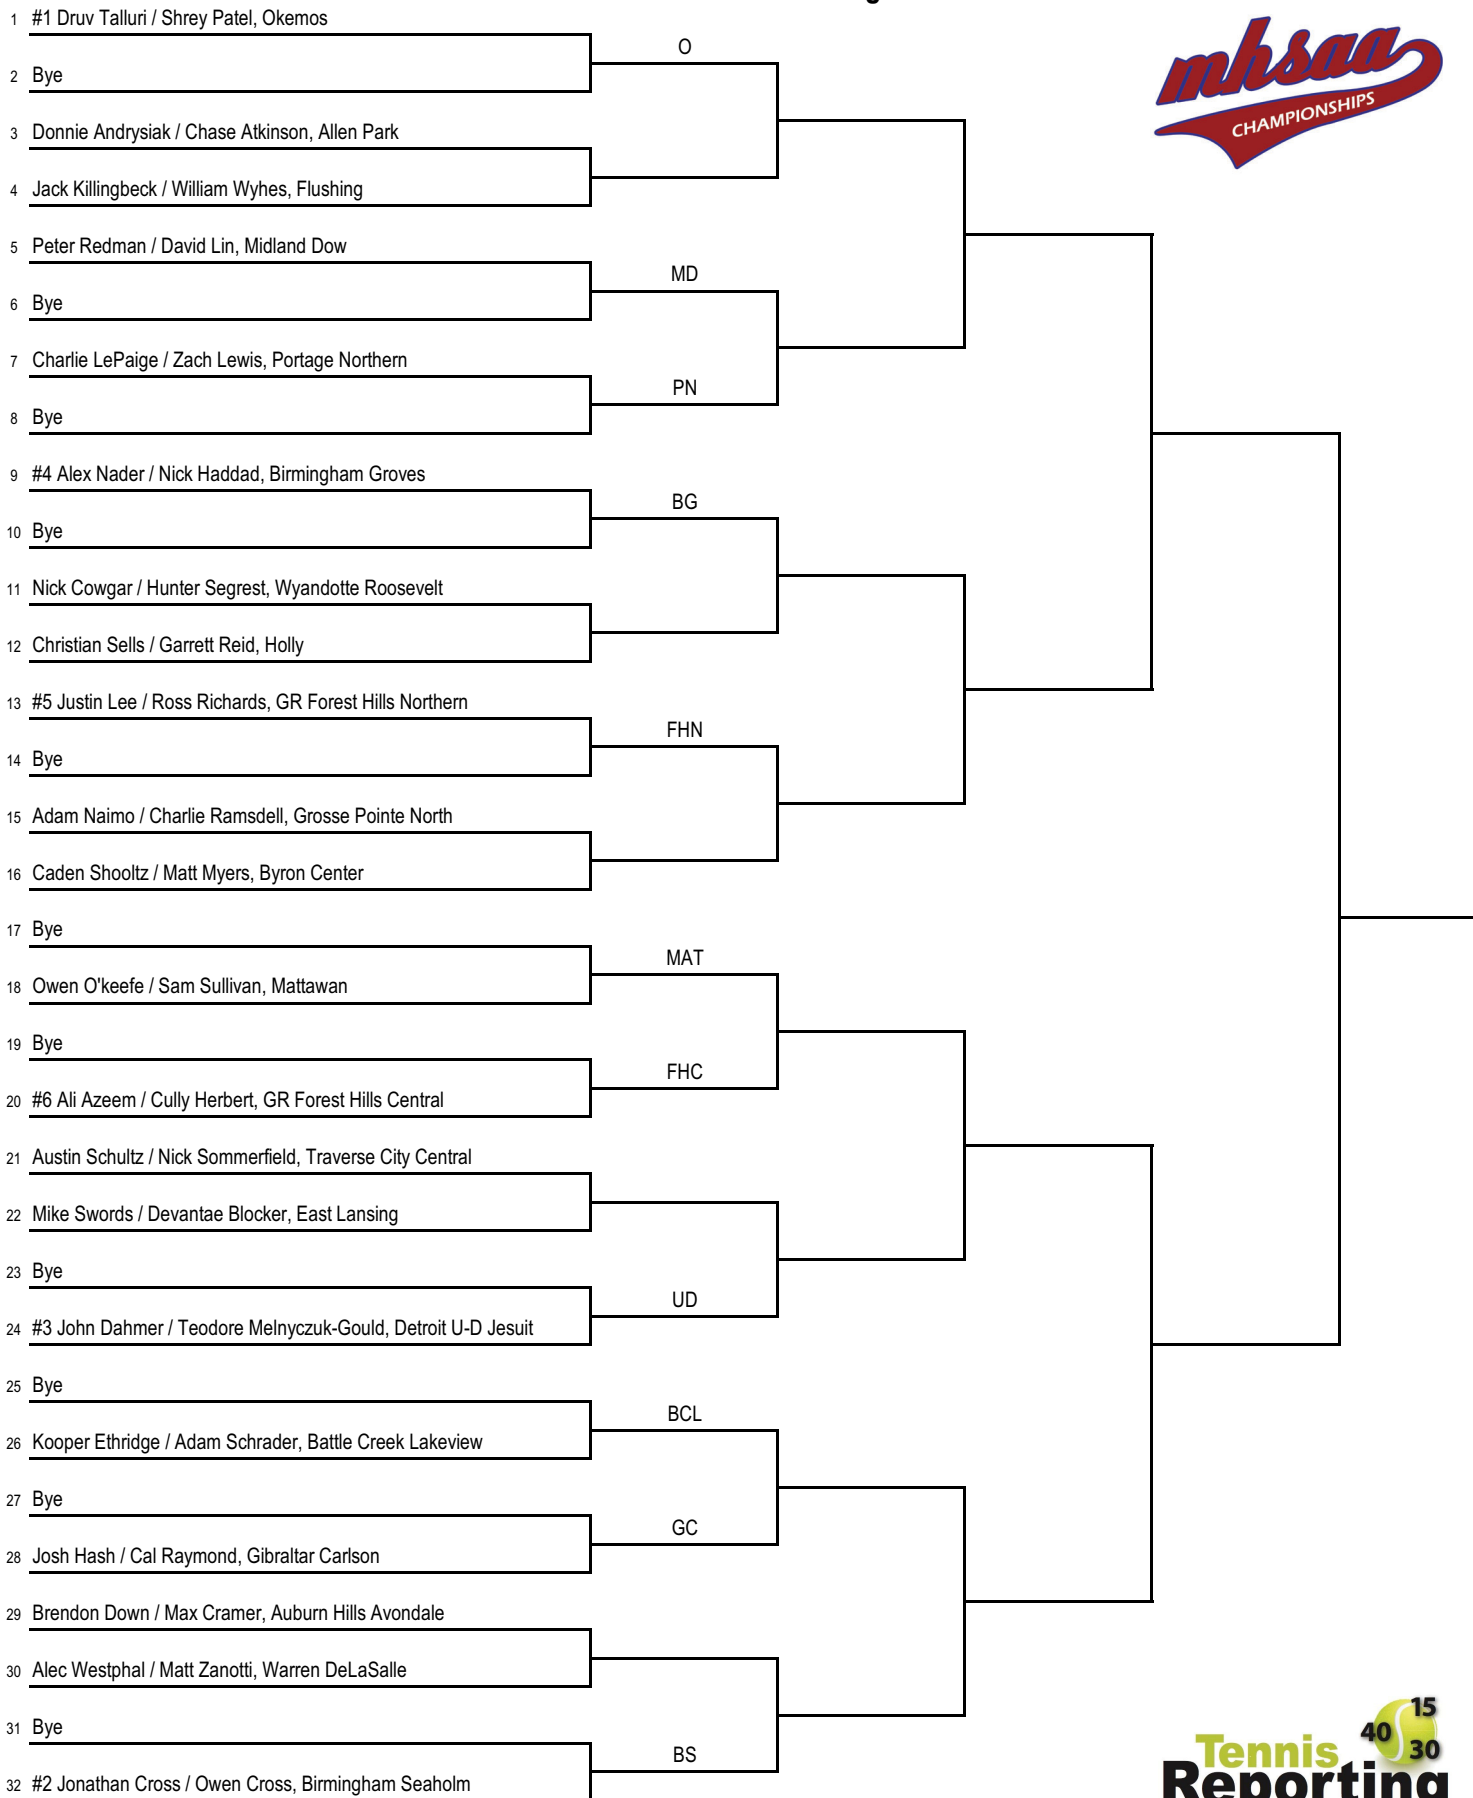 1 #1 Druv Talluri / Shrey Patel, Okemos
O
2 Bye
3 Donnie Andrysiak / Chase Atkinson, Allen Park
4 Jack Killingbeck / William Wyhes, Flushing
5 Peter Redman / David Lin, Midland Dow
MD
6 Bye
7 Charlie LePaige / Zach Lewis, Portage Northern
PN
8 Bye
9 #4 Alex Nader / Nick Haddad, Birmingham Groves
BG
10 Bye
11 Nick Cowgar / Hunter Segrest, Wyandotte Roosevelt
12 Christian Sells / Garrett Reid, Holly
13 #5 Justin Lee / Ross Richards, GR Forest Hills Northern
FHN
14 Bye
15 Adam Naimo / Charlie Ramsdell, Grosse Pointe North
16 Caden Shooltz / Matt Myers, Byron Center
17 Bye
MAT
18 Owen O'keefe / Sam Sullivan, Mattawan
19 Bye
FHC
20 #6 Ali Azeem / Cully Herbert, GR Forest Hills Central
21 Austin Schultz / Nick Sommerfield, Traverse City Central
22 Mike Swords / Devantae Blocker, East Lansing
23 Bye
UD
24 #3 John Dahmer / Teodore Melnyczuk-Gould, Detroit U-D Jesuit
25 Bye
BCL
26 Kooper Ethridge / Adam Schrader, Battle Creek Lakeview
27 Bye
GC
28 Josh Hash / Cal Raymond, Gibraltar Carlson
29 Brendon Down / Max Cramer, Auburn Hills Avondale
30 Alec Westphal / Matt Zanotti, Warren DeLaSalle
31 Bye
BS
32 #2 Jonathan Cross / Owen Cross, Birmingham Seaholm
mhsaa
CHAMPIONSHIPS
15
40
30
Tennis
Reporting